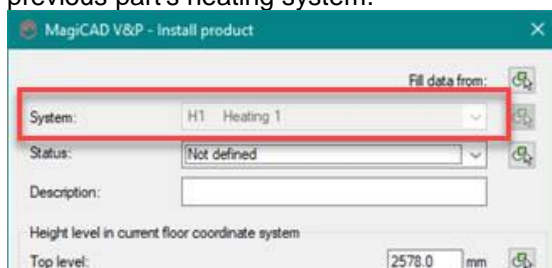 previous part's heating system.
MagiCAD V&P - Install product
Fill data from:
System: H1 Heating 1
Status: Not defined
Description:
Height level in current floor coordinate system
Top level: 2578.0 mm